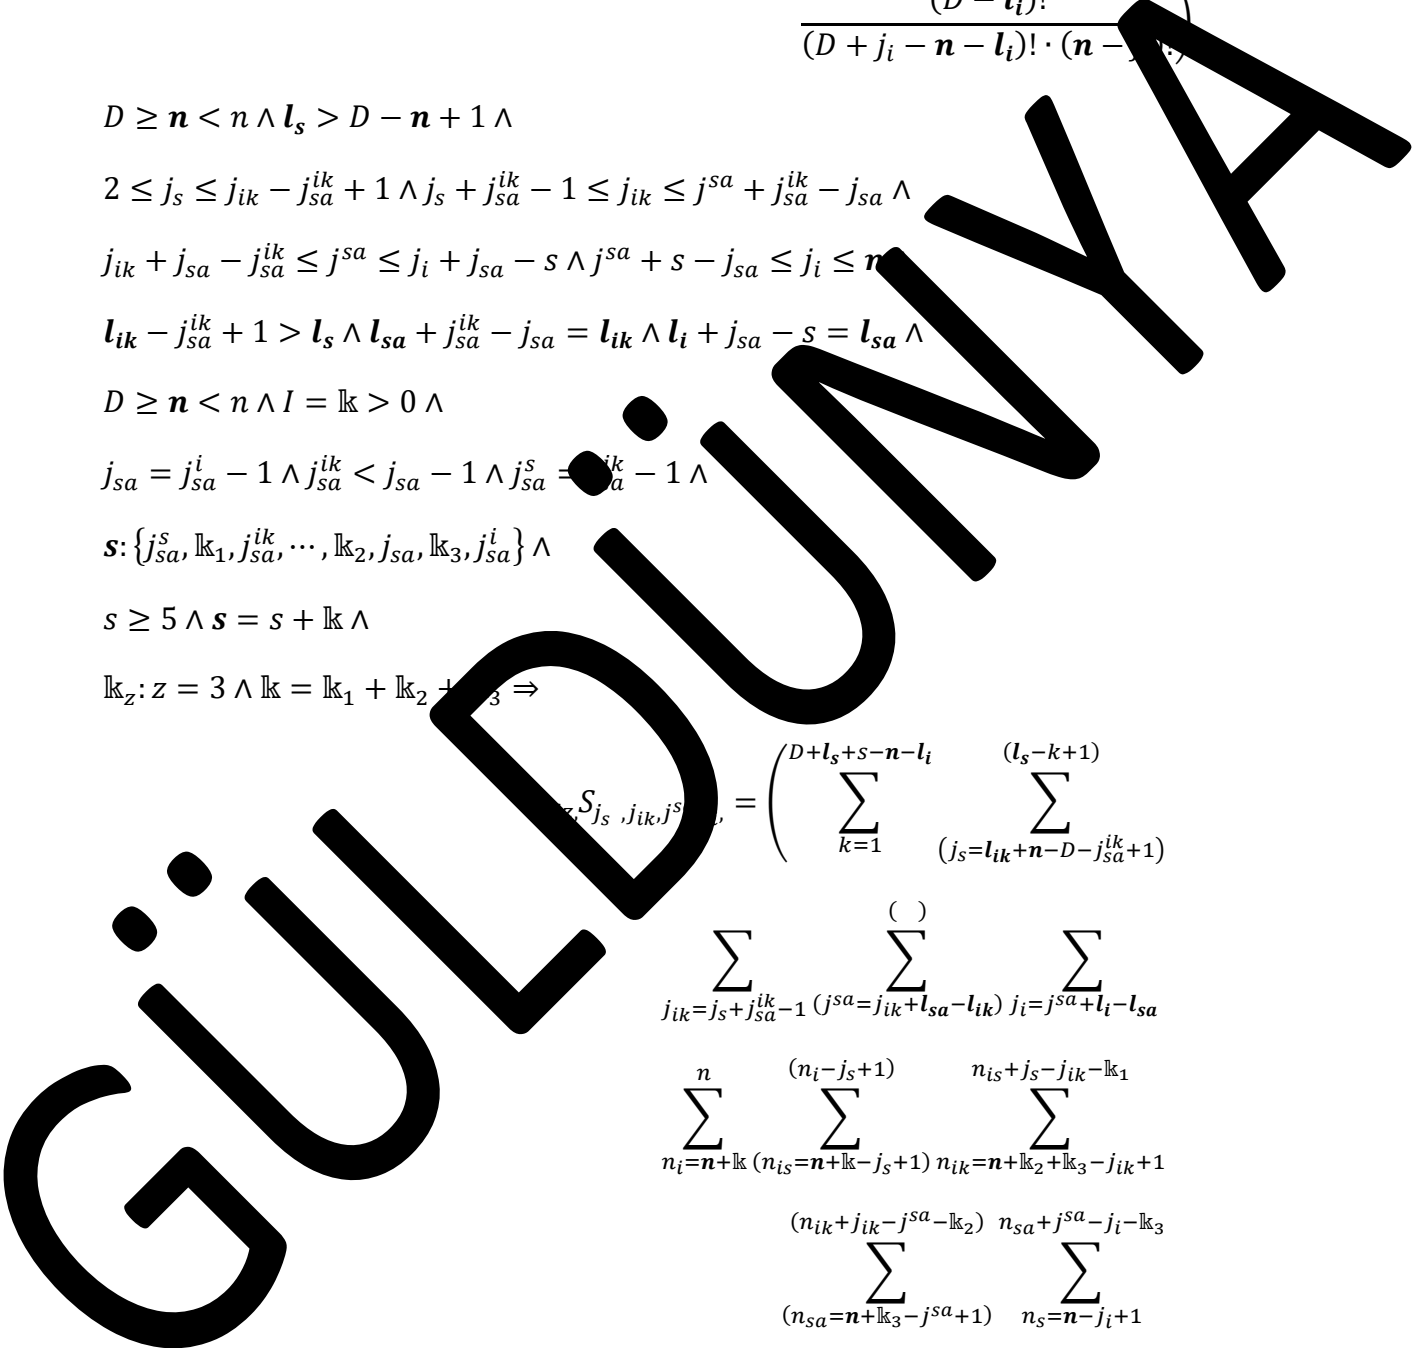 (D − l_i)!
(D + j_i − n − l_i)! · (n −
D ≥ n < n ∧ l_s > D − n + 1 ∧
2 ≤ j_s ≤ j_ik − j_sa^ik + 1 ∧ j_s + j_sa^ik − 1 ≤ j_ik ≤ j^sa + j_sa^ik − j_sa ∧
j_ik + j_sa − j_sa^ik ≤ j^sa ≤ j_i + j_sa − s ∧ j^sa + s − j_sa ≤ j_i ≤ n
l_ik − j_sa^ik + 1 > l_s ∧ l_sa + j_sa^ik − j_sa = l_ik ∧ l_i + j_sa − s = l_sa ∧
D ≥ n < n ∧ I = 𝕜 > 0 ∧
j_sa = j_sa^i − 1 ∧ j_sa^ik < j_sa − 1 ∧ j_sa^s = − 1 ∧
s: {j_sa^s, 𝕜_1, j_sa^ik, ⋯, 𝕜_2, j_sa, 𝕜_3, j_sa^i} ∧
s ≥ 5 ∧ s = s + 𝕜 ∧
𝕜_z: z = 3 ∧ 𝕜 = 𝕜_1 + 𝕜_2 + ⇒
D+l_s+s−n−l_i (l_s−k+1)
S_j_s ,j_ik, = ( ∑ ∑
k=1 (j_s=l_ik+n−D−j_sa^ik+1)
( )
∑ ∑ ∑
j_ik=j_s+j_sa^ik−1 (j^sa=j_ik+l_sa−l_ik) j_i=j^sa+l_i−l_sa
n (n_i−j_s+1) n_is+j_s−j_ik−𝕜_1
∑ ∑ ∑
n_i=n+𝕜 (n_is=n+𝕜−j_s+1) n_ik=n+𝕜_2+𝕜_3−j_ik+1
(n_ik+j_ik−j^sa−𝕜_2) n_sa+j^sa−j_i−𝕜_3
∑ ∑
(n_sa=n+𝕜_3−j^sa+1) n_s=n−j_i+1
GÜLDÜNYA